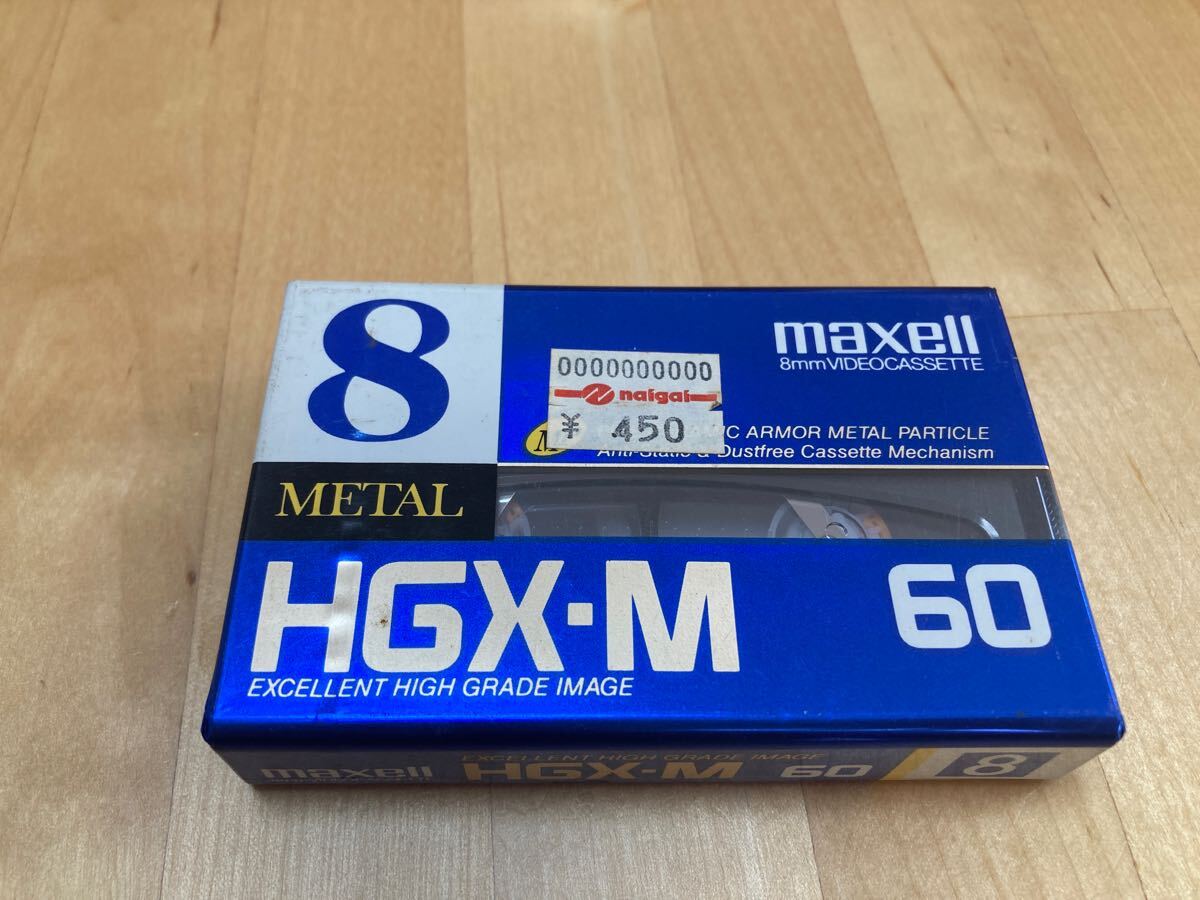 8
METAL
maxell
8mm VIDEOCASSETTE
0000000000
naigai
¥ 450
M
ARMOR METAL PARTICLE
Anti-Static & Dustfree Cassette Mechanism
HGX·M 60
EXCELLENT HIGH GRADE IMAGE
EXCELLENT HIGH GRADE IMAGE
maxell HGX·M 60 8